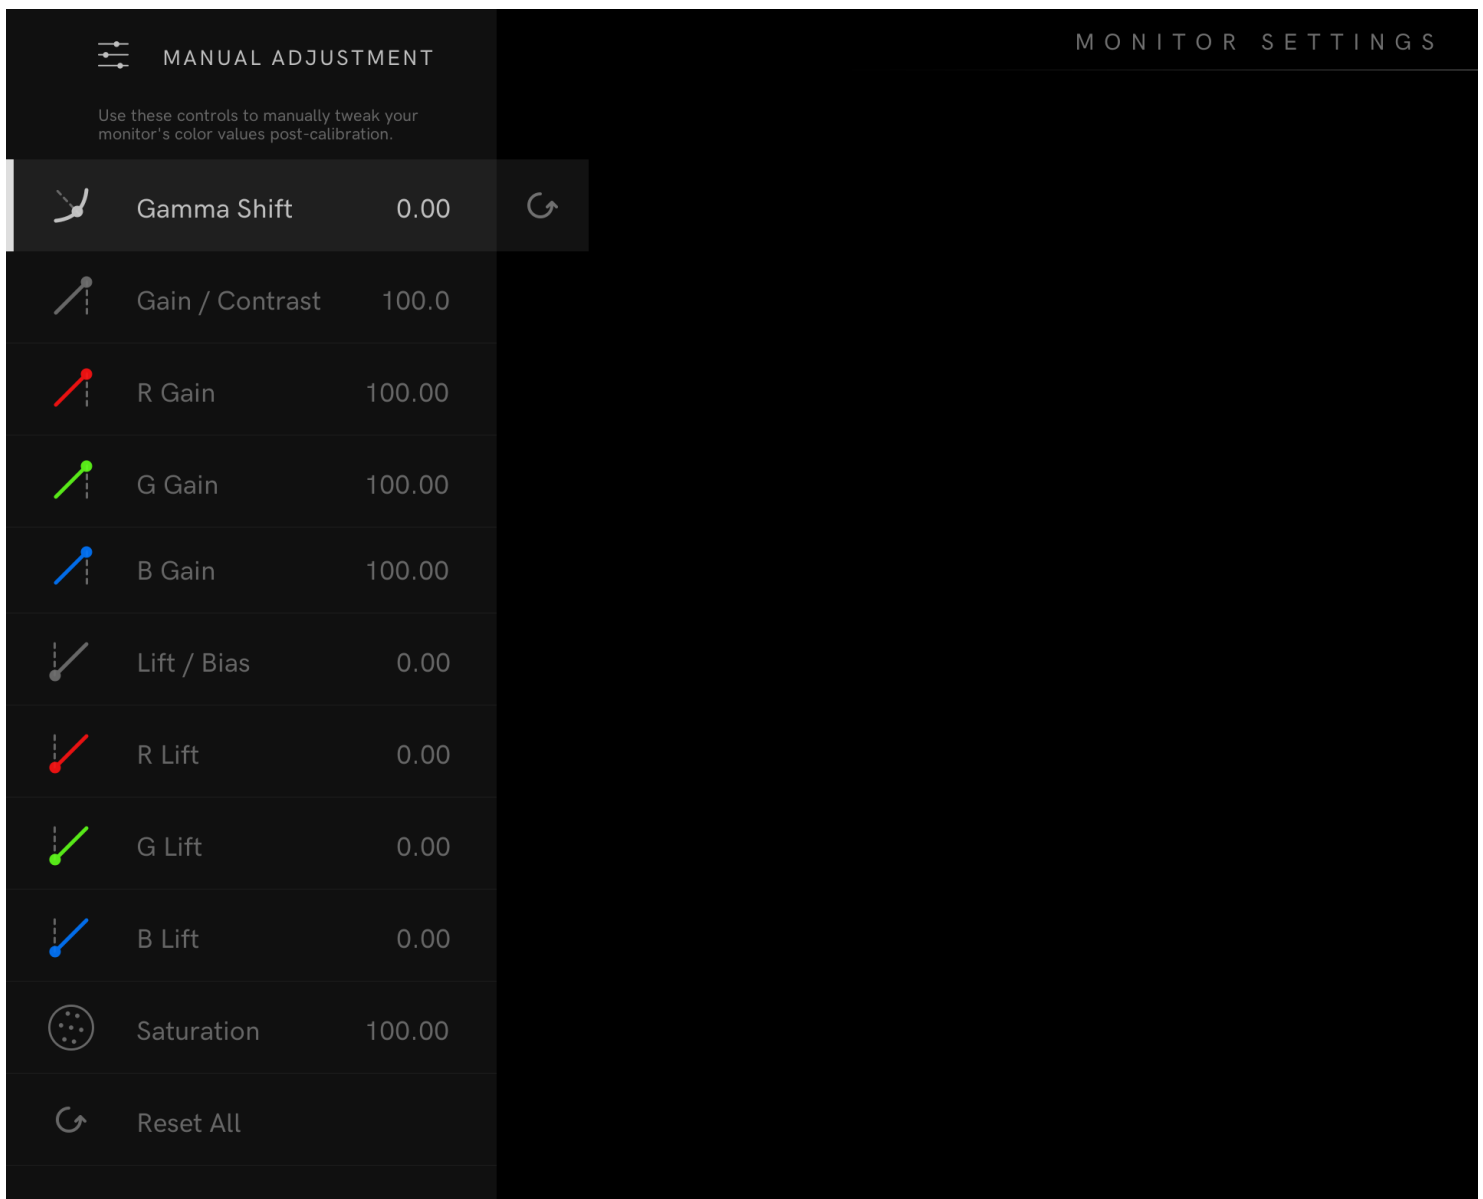 MANUAL ADJUSTMENT
MONITOR SETTINGS
Use these controls to manually tweak your
monitor's color values post-calibration.
Gamma Shift 0.00
Gain / Contrast 100.0
R Gain 100.00
G Gain 100.00
B Gain 100.00
Lift / Bias 0.00
R Lift 0.00
G Lift 0.00
B Lift 0.00
Saturation 100.00
Reset All